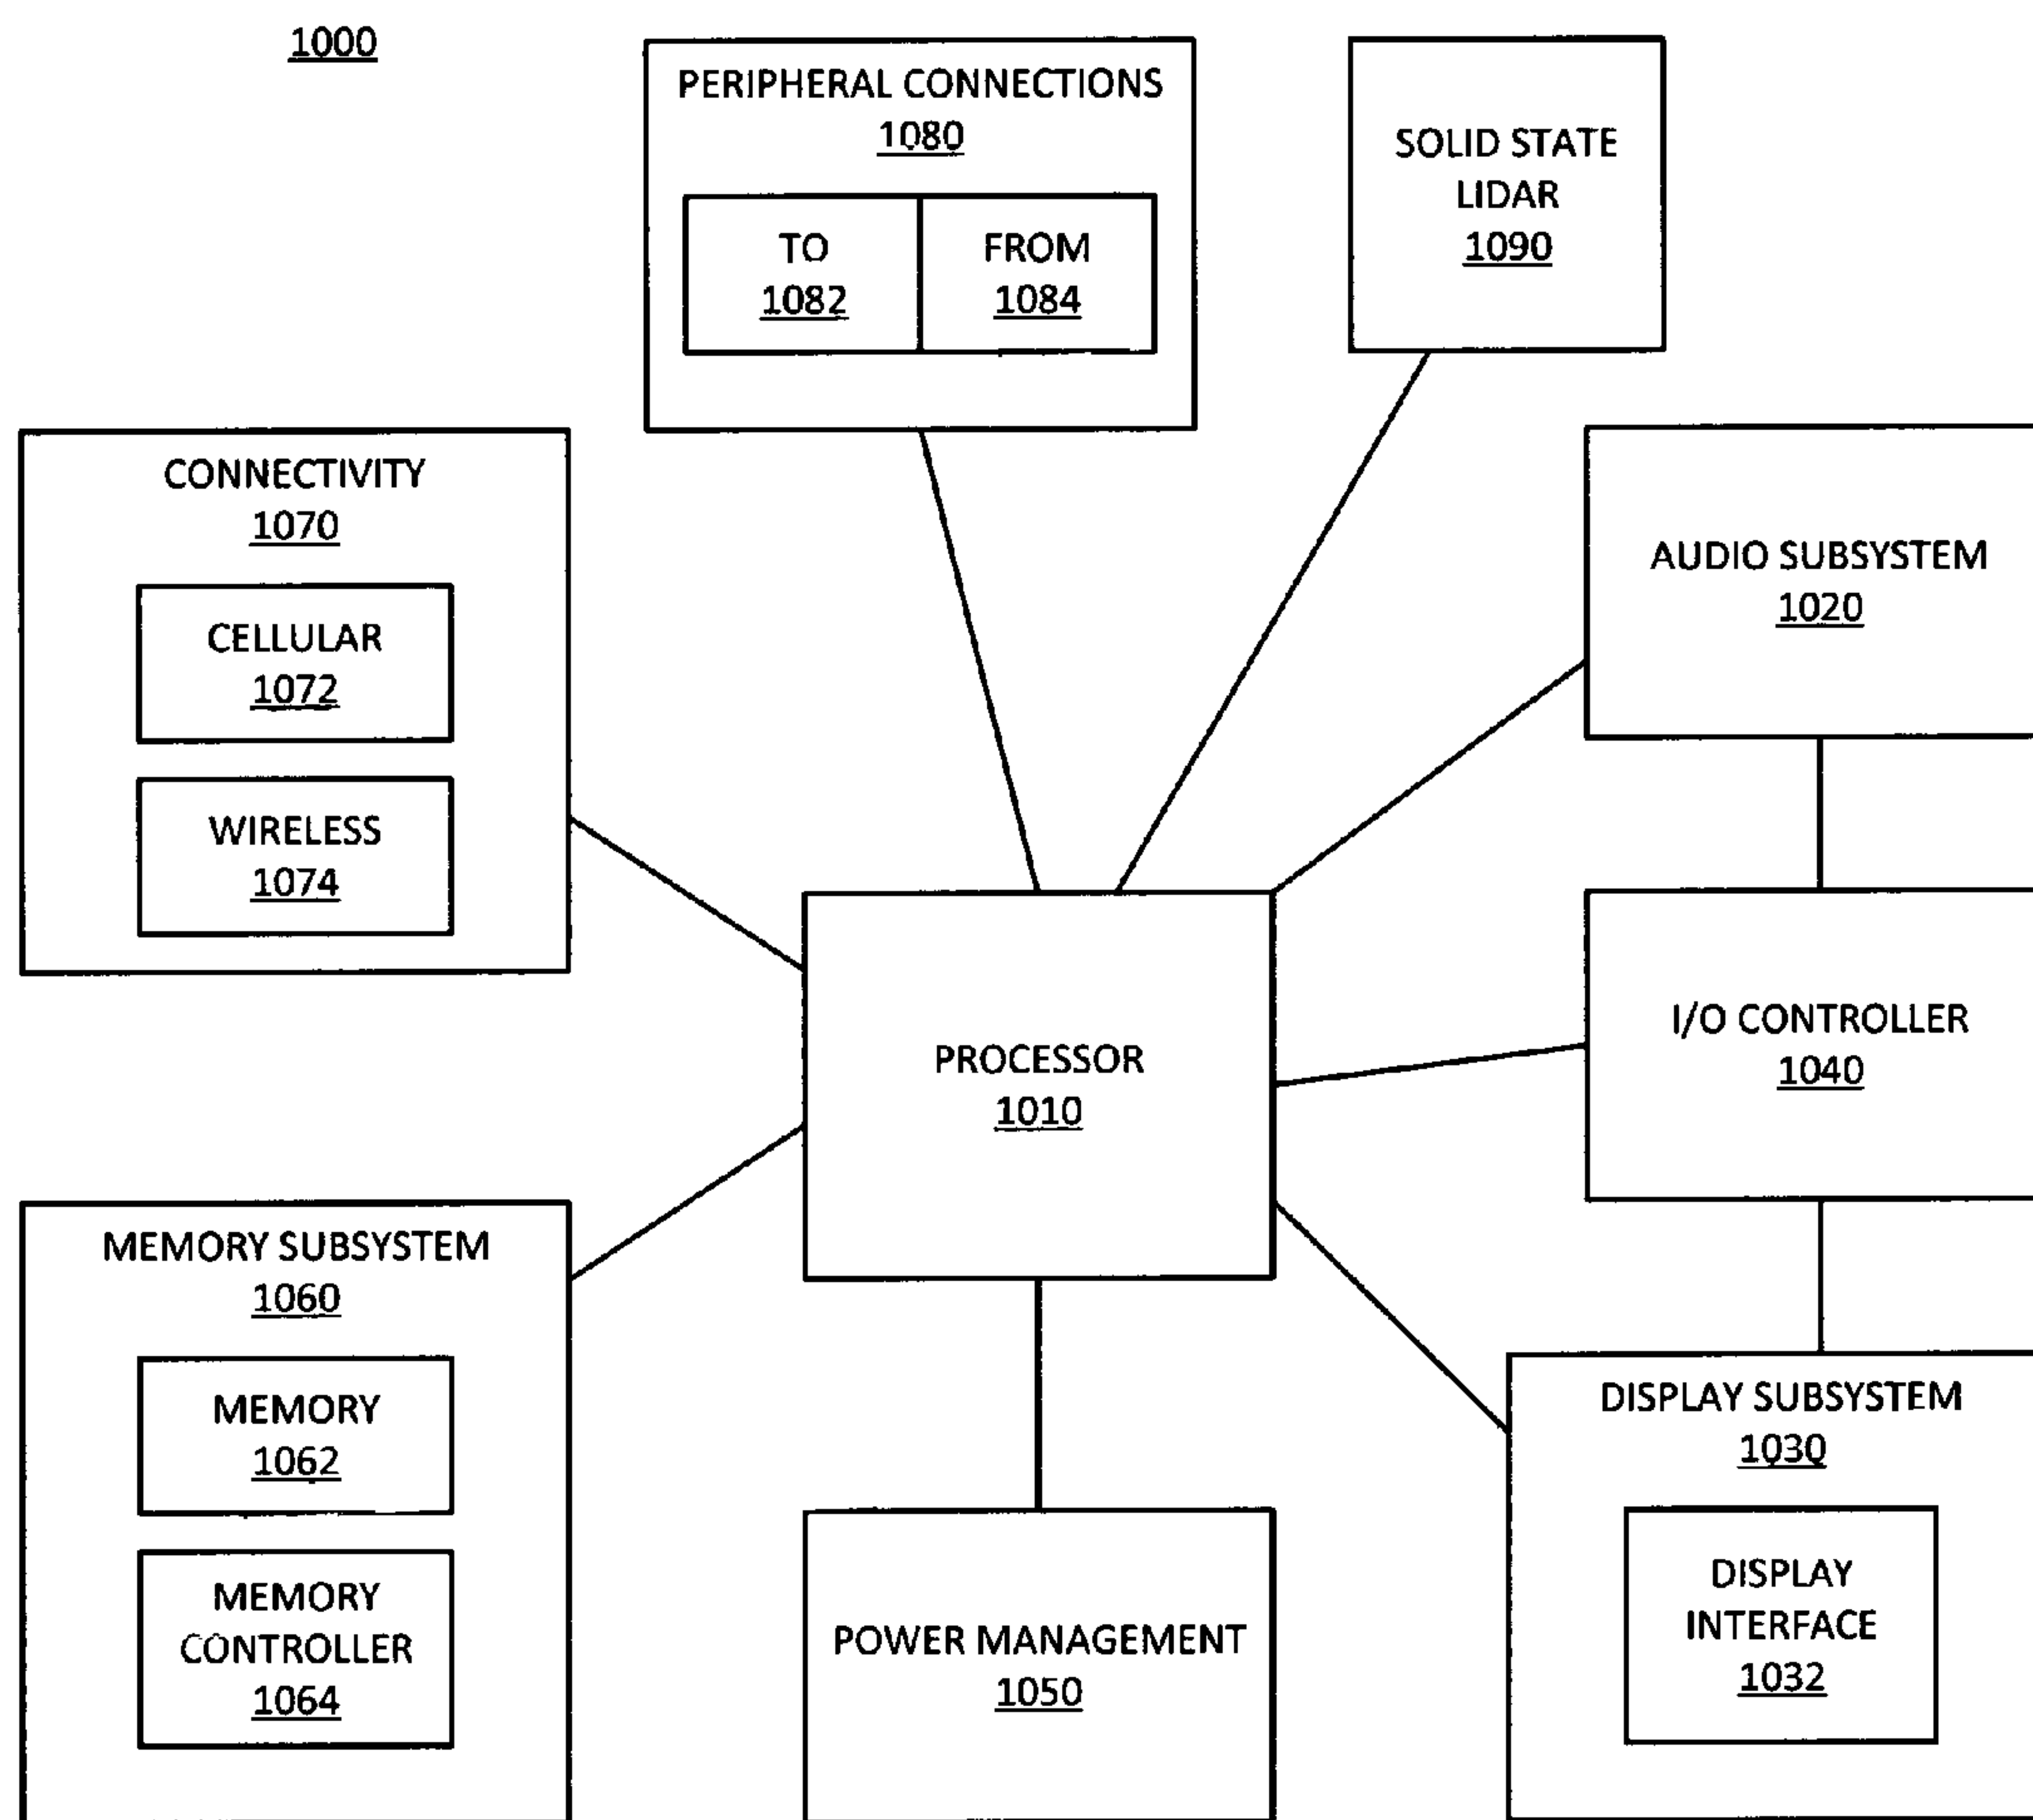 1000
PERIPHERAL CONNECTIONS
1080
TO
1082
FROM
1084
SOLID STATE
LIDAR
1090
CONNECTIVITY
1070
CELLULAR
1072
WIRELESS
1074
AUDIO SUBSYSTEM
1020
PROCESSOR
1010
I/O CONTROLLER
1040
MEMORY SUBSYSTEM
1060
MEMORY
1062
MEMORY
CONTROLLER
1064
POWER MANAGEMENT
1050
DISPLAY SUBSYSTEM
1030
DISPLAY
INTERFACE
1032